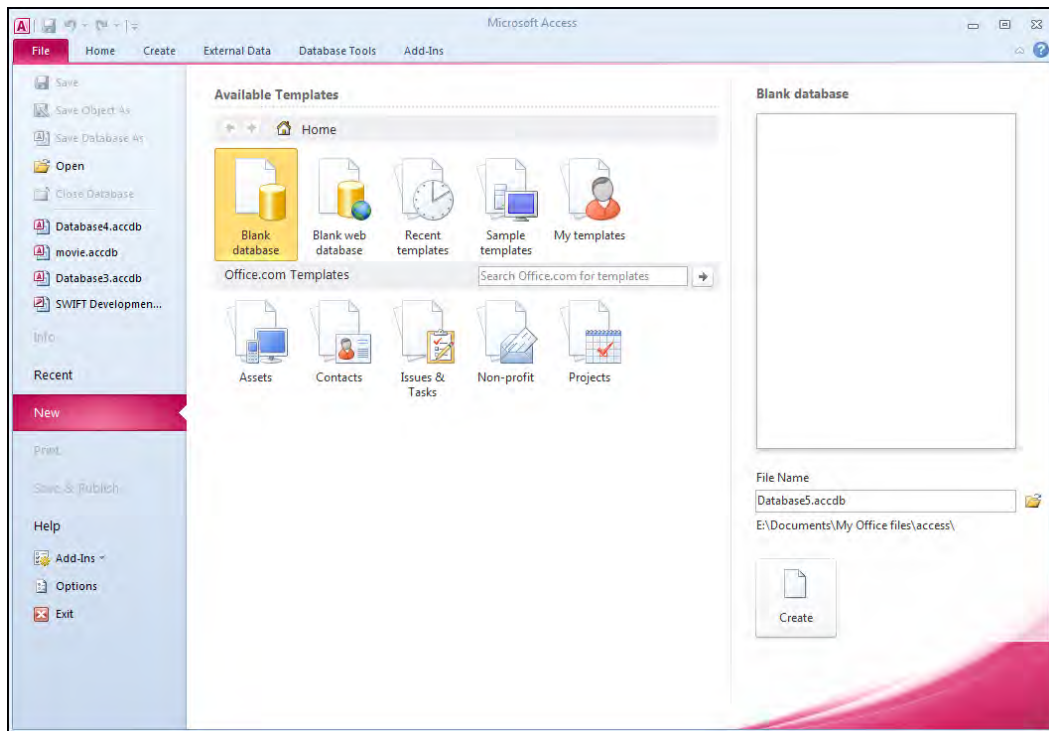 Microsoft Access
File Home Create External Data Database Tools Add-Ins
Save
Save Object As
Save Database As
Open
Close Database
Database4.accdb
movie.accdb
Database3.accdb
SWIFT Developmen...
Info
Recent
New
Print
Save & Publish
Help
Add-Ins
Options
Exit
Available Templates
Home
Blank database
Blank web database
Recent templates
Sample templates
My templates
Office.com Templates
Search Office.com for templates
Assets
Contacts
Issues & Tasks
Non-profit
Projects
Blank database
File Name
Database5.accdb
E:\Documents\My Office files\access\
Create